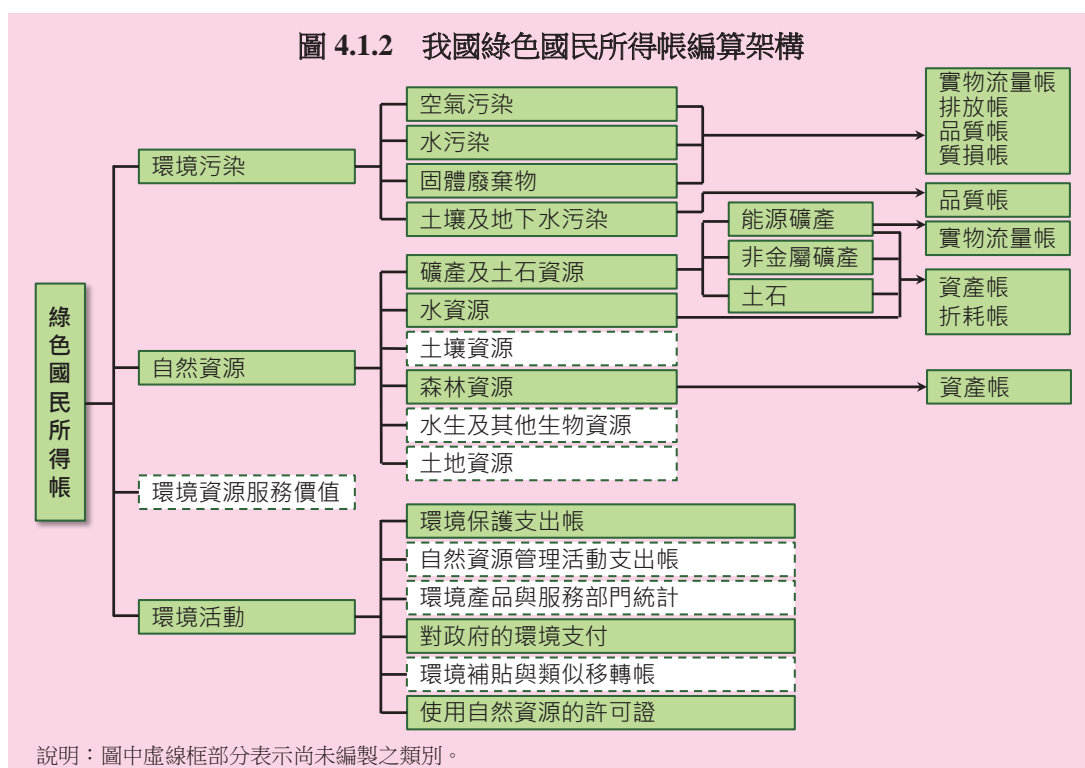 圖 4.1.2 我國綠色國民所得帳編算架構
綠色國民所得帳
環境污染
空氣污染
水污染
固體廢棄物
土壤及地下水污染
實物流量帳
排放帳
品質帳
質損帳
品質帳
自然資源
礦產及土石資源
能源礦產
非金屬礦產
土石
實物流量帳
水資源
資產帳
折耗帳
土壤資源
森林資源
資產帳
水生及其他生物資源
土地資源
環境資源服務價值
環境活動
環境保護支出帳
自然資源管理活動支出帳
環境產品與服務部門統計
對政府的環境支付
環境補貼與類似移轉帳
使用自然資源的許可證
說明：圖中虛線框部分表示尚未編製之類別。